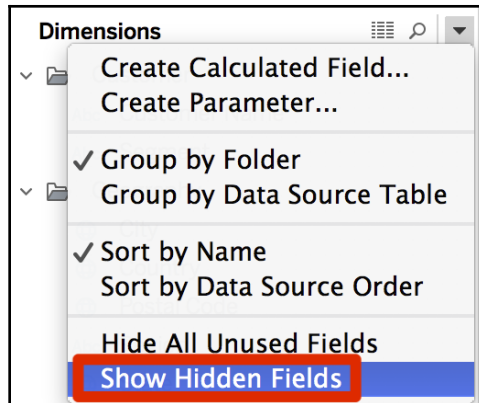 Dimensions
Create Calculated Field...
Create Parameter...
Group by Folder
Group by Data Source Table
Sort by Name
Sort by Data Source Order
Hide All Unused Fields
Show Hidden Fields